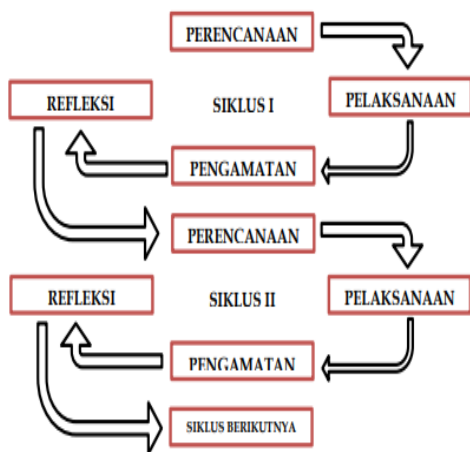 PERENCANAAN
REFLEKSI
SIKLUS I
PELAKSANAAN
PENGAMATAN
PERENCANAAN
REFLEKSI
SIKLUS II
PELAKSANAAN
PENGAMATAN
SIKLUS BERIKUTNYA